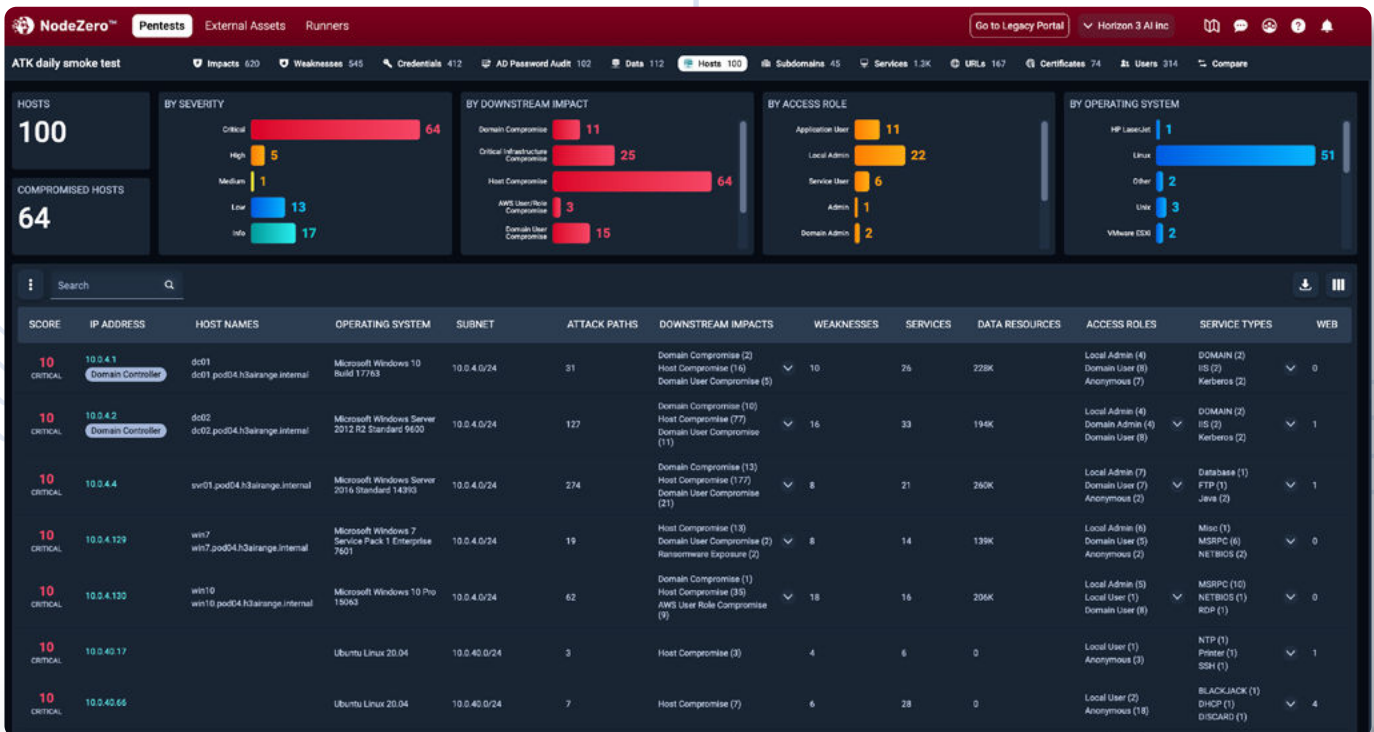 NodeZero™ Pentests External Assets Runners Go to Legacy Portal Horizon 3 AI Inc
ATK daily smoke test Impacts 620 Weaknesses 545 Credentials 412 AD Password Audit 102 Data 112 Hosts 100 Subdomains 45 Services 1.3K URLs 167 Certificates 74 Users 314 Compare
HOSTS
100
COMPROMISED HOSTS
64
BY SEVERITY
Critical 64
High 5
Medium 1
Low 13
Info 17
BY DOWNSTREAM IMPACT
Domain Compromise 11
Critical Infrastructure
Compromise 25
Host Compromise 64
AWS User/Role
Compromise 3
Domain User
Compromise 15
BY ACCESS ROLE
Application User 11
Local Admin 22
Service User 6
Admin 1
Domain Admin 2
BY OPERATING SYSTEM
HP LaserJet 1
Linux 51
Other 2
Unix 3
VMware ESXi 2
Search
SCORE IP ADDRESS HOST NAMES OPERATING SYSTEM SUBNET ATTACK PATHS DOWNSTREAM IMPACTS WEAKNESSES SERVICES DATA RESOURCES ACCESS ROLES SERVICE TYPES WEB
10
CRITICAL
10.0.4.1
Domain Controller
dc01
dc01.pod04.h3airange.internal
Microsoft Windows 10
Build 17763
10.0.4.0/24
31
Domain Compromise (2)
Host Compromise (16)
Domain User Compromise (5)
10
26
228K
Local Admin (4)
Domain User (8)
Anonymous (7)
DOMAIN (2)
IIS (2)
Kerberos (2)
0
10
CRITICAL
10.0.4.2
Domain Controller
dc02
dc02.pod04.h3airange.internal
Microsoft Windows Server
2012 R2 Standard 9600
10.0.4.0/24
127
Domain Compromise (10)
Host Compromise (77)
Domain User Compromise
(11)
16
33
194K
Local Admin (4)
Domain Admin (4)
Domain User (8)
DOMAIN (2)
IIS (2)
Kerberos (2)
1
10
CRITICAL
10.0.4.4
svr01.pod04.h3airange.internal
Microsoft Windows Server
2016 Standard 14393
10.0.4.0/24
274
Domain Compromise (13)
Host Compromise (177)
Domain User Compromise
(21)
8
21
260K
Local Admin (7)
Domain User (7)
Anonymous (2)
Database (1)
FTP (1)
Java (2)
1
10
CRITICAL
10.0.4.129
win7
win7.pod04.h3airange.internal
Microsoft Windows 7
Service Pack 1 Enterprise
7601
10.0.4.0/24
19
Host Compromise (13)
Domain User Compromise (2)
Ransomware Exposure (2)
8
14
139K
Local Admin (6)
Domain User (5)
Anonymous (2)
Misc (1)
MSRPC (6)
NETBIOS (2)
0
10
CRITICAL
10.0.4.130
win10
win10.pod04.h3airange.internal
Microsoft Windows 10 Pro
15063
10.0.4.0/24
62
Domain Compromise (1)
Host Compromise (35)
AWS User Role Compromise
(9)
18
16
206K
Local Admin (5)
Local User (1)
Domain User (8)
MSRPC (10)
NETBIOS (1)
RDP (1)
0
10
CRITICAL
10.0.40.17
Ubuntu Linux 20.04
10.0.40.0/24
3
Host Compromise (3)
4
6
0
Local User (1)
Anonymous (3)
NTP (1)
Printer (1)
SSH (1)
1
10
CRITICAL
10.0.40.66
Ubuntu Linux 20.04
10.0.40.0/24
7
Host Compromise (7)
6
28
0
Local User (2)
Anonymous (18)
BLACKJACK (1)
DHCP (1)
DISCARD (1)
4